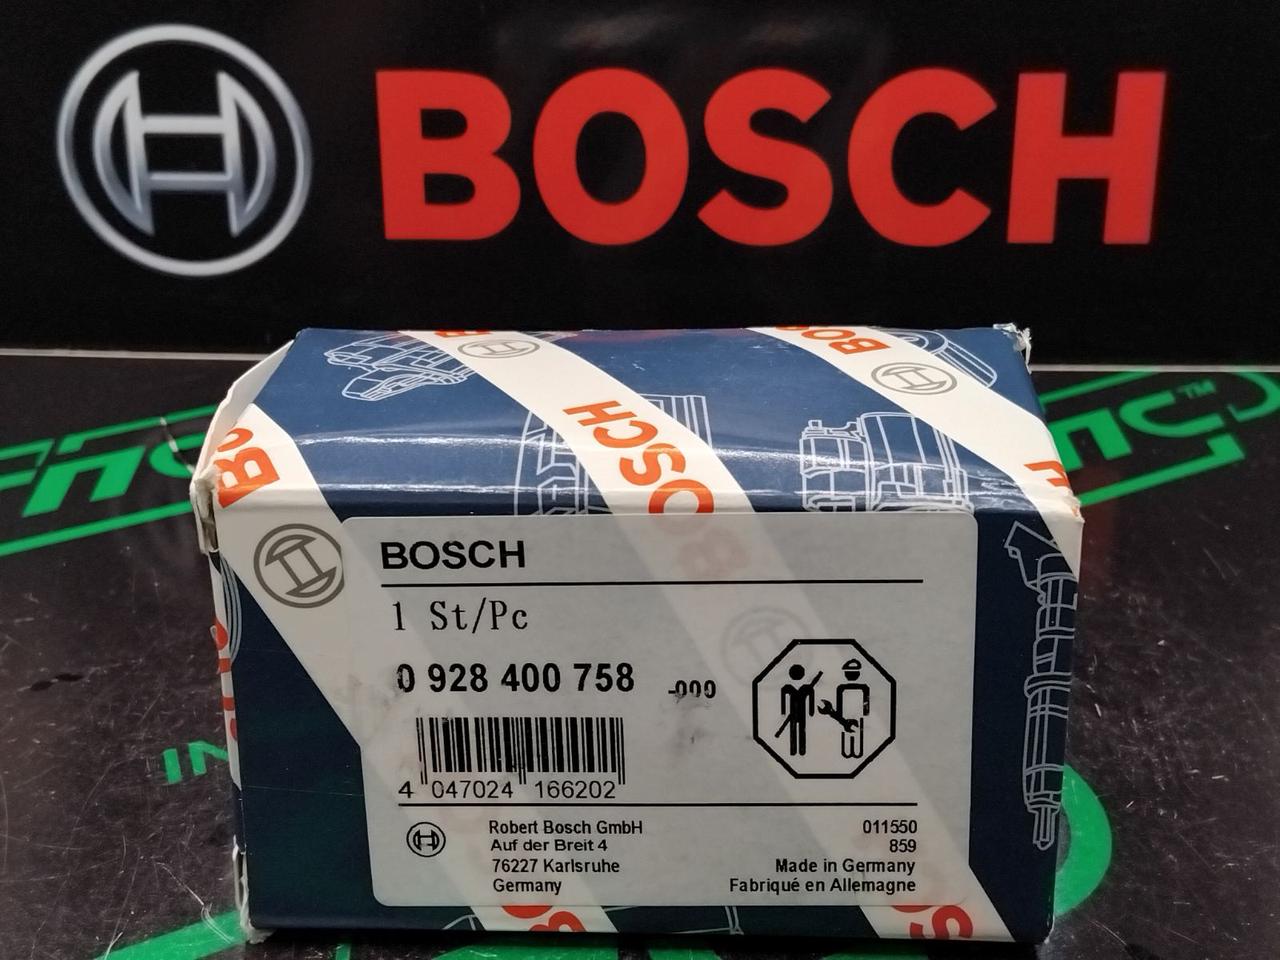 BOSCH
BOSCH
BOSCH
BOSCH
1 St/Pc
0 928 400 758 -000
4 047024 166202
Robert Bosch GmbH
Auf der Breit 4
76227 Karlsruhe
Germany
011550
859
Made in Germany
Fabriqué en Allemagne